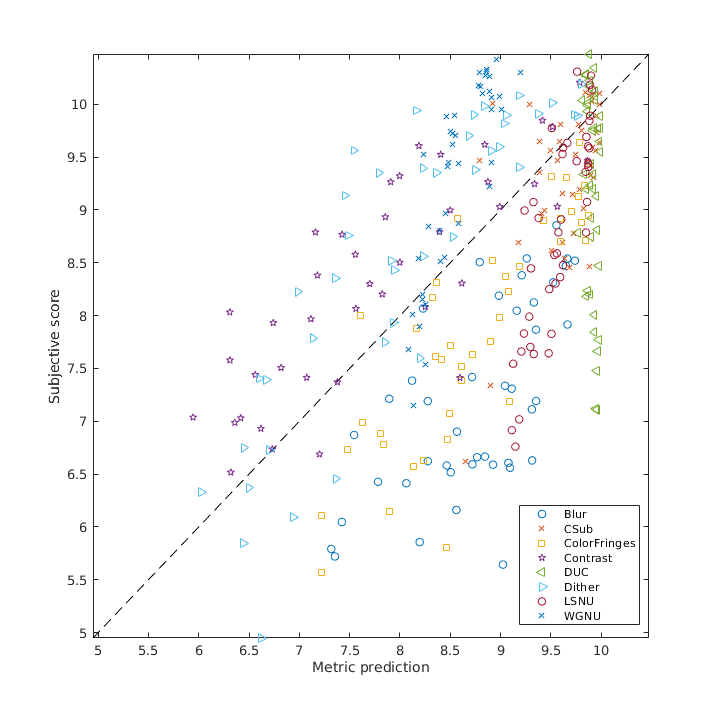 10
9.5
9
8.5
8
7.5
7
6.5
6
5.5
5
Subjective score
5 5.5 6 6.5 7 7.5 8 8.5 9 9.5 10
Metric prediction
Blur
CSub
ColorFringes
Contrast
DUC
Dither
LSNU
WGNU